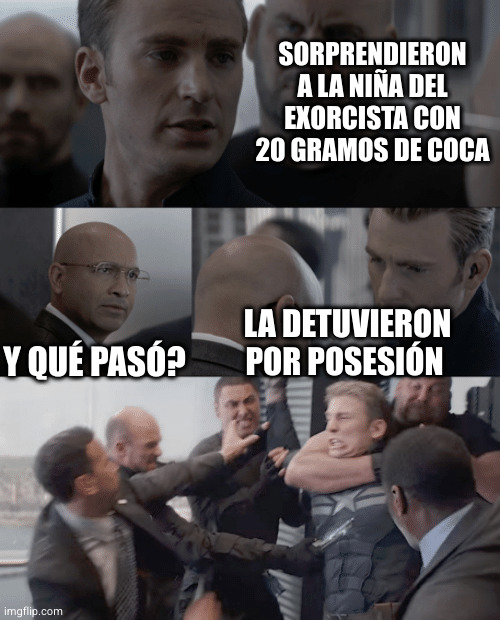 SORPRENDIERON
A LA NIÑA DEL
EXORCISTA CON
20 GRAMOS DE COCA
Y QUÉ PASÓ?
LA DETUVIERON
POR POSESIÓN
imgflip.com